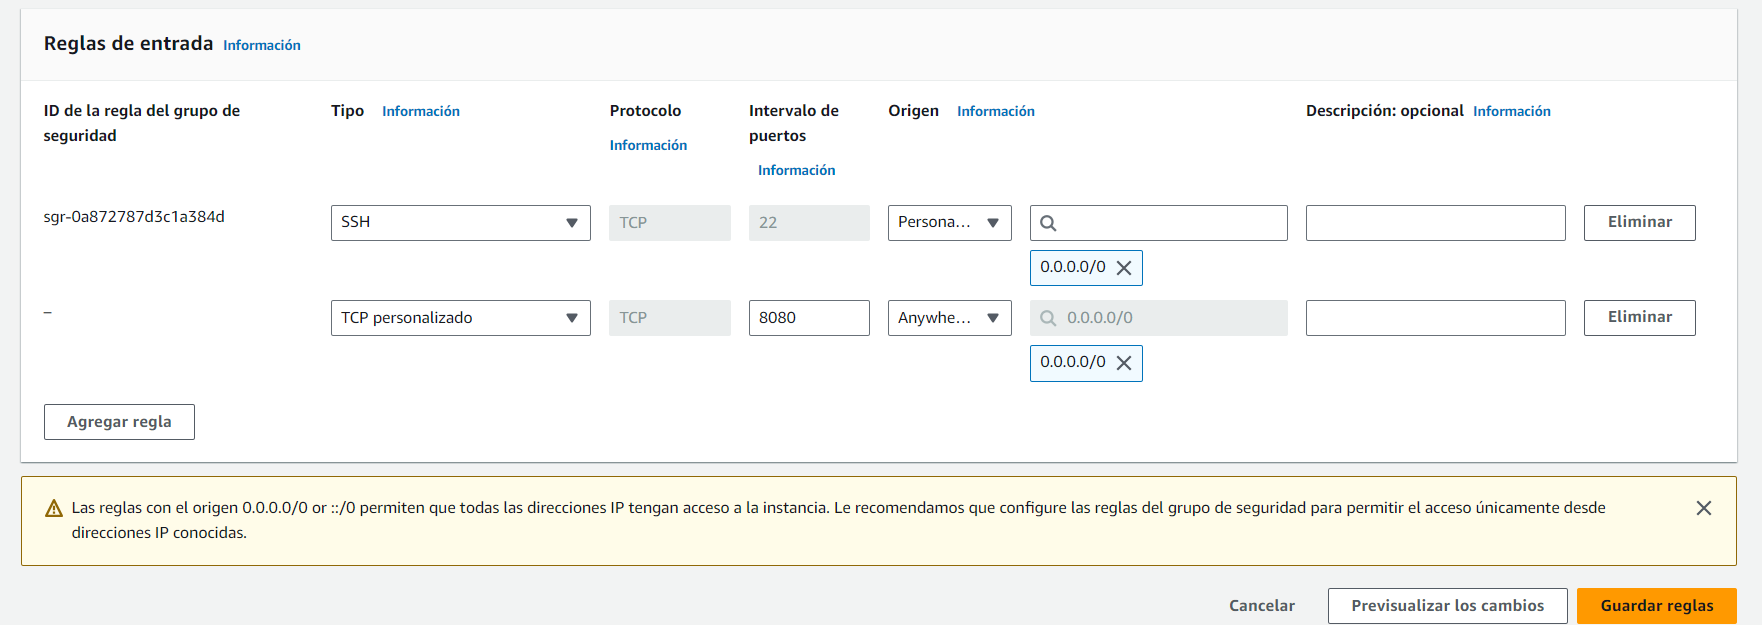 Reglas de entrada Información
ID de la regla del grupo de seguridad
Tipo Información
Protocolo Información
Intervalo de puertos Información
Origen Información
Descripción: opcional Información
sgr-0a872787d3c1a384d
SSH
TCP
22
Persona...
Eliminar
0.0.0.0/0
–
TCP personalizado
TCP
8080
Anywhe...
0.0.0.0/0
Eliminar
0.0.0.0/0
Agregar regla
Las reglas con el origen 0.0.0.0/0 or ::/0 permiten que todas las direcciones IP tengan acceso a la instancia. Le recomendamos que configure las reglas del grupo de seguridad para permitir el acceso únicamente desde
direcciones IP conocidas.
Cancelar
Previsualizar los cambios
Guardar reglas